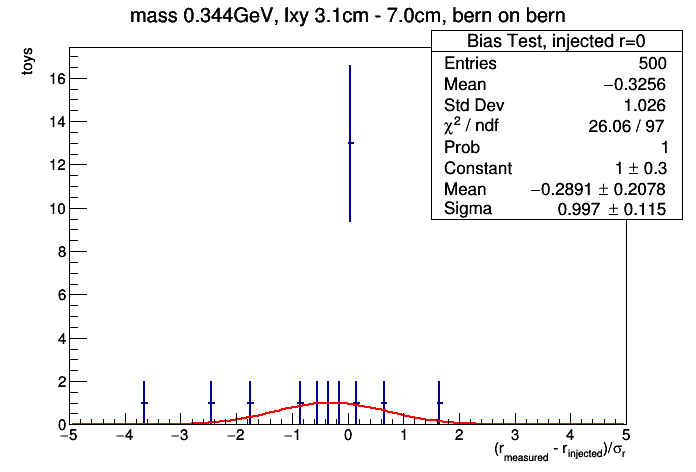 mass 0.344GeV, lxy 3.1cm - 7.0cm, bern on bern
Bias Test, injected r=0
Entries 500
Mean −0.3256
Std Dev 1.026
χ² / ndf 26.06 / 97
Prob 1
Constant 1 ± 0.3
Mean −0.2891 ± 0.2078
Sigma 0.997 ± 0.115
toys
16
14
12
10
8
6
4
2
0
−5 −4 −3 −2 −1 0 1 2 3 4 5
(r_measured - r_injected)/σ_r